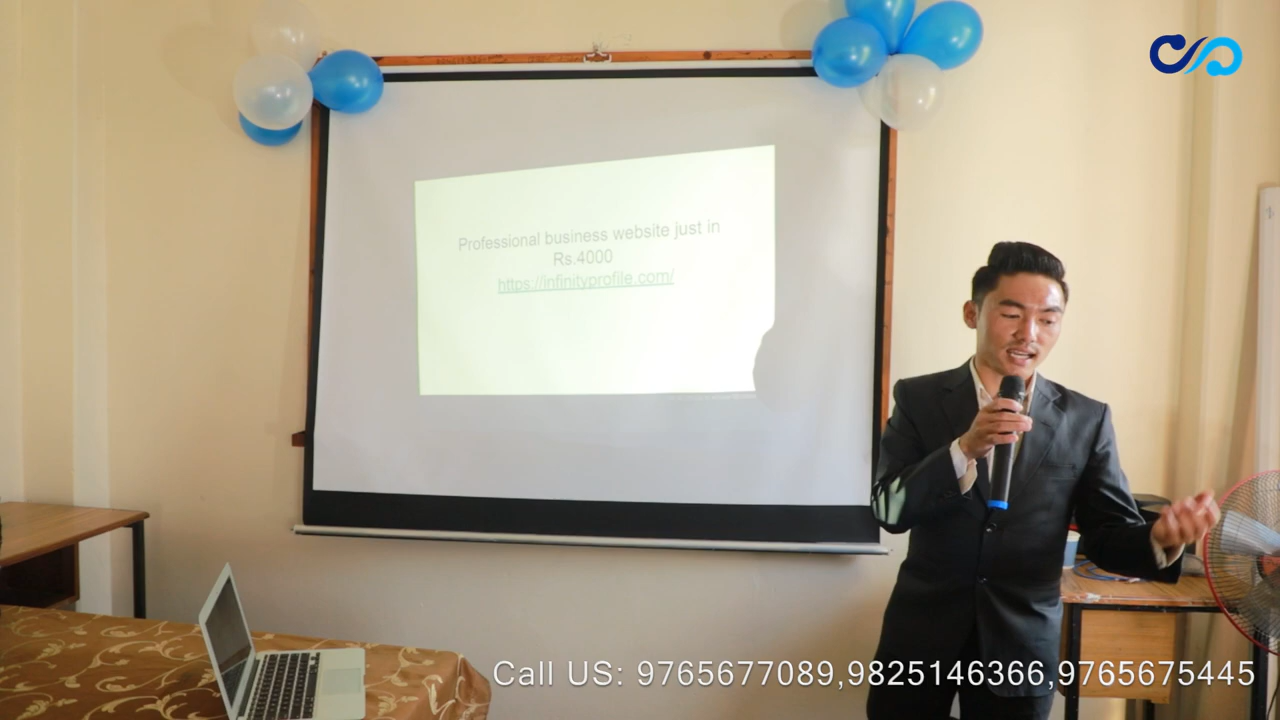 Professional business website just in
Rs.4000
https://infinityprofile.com/
Call US: 9765677089,9825146366,9765675445